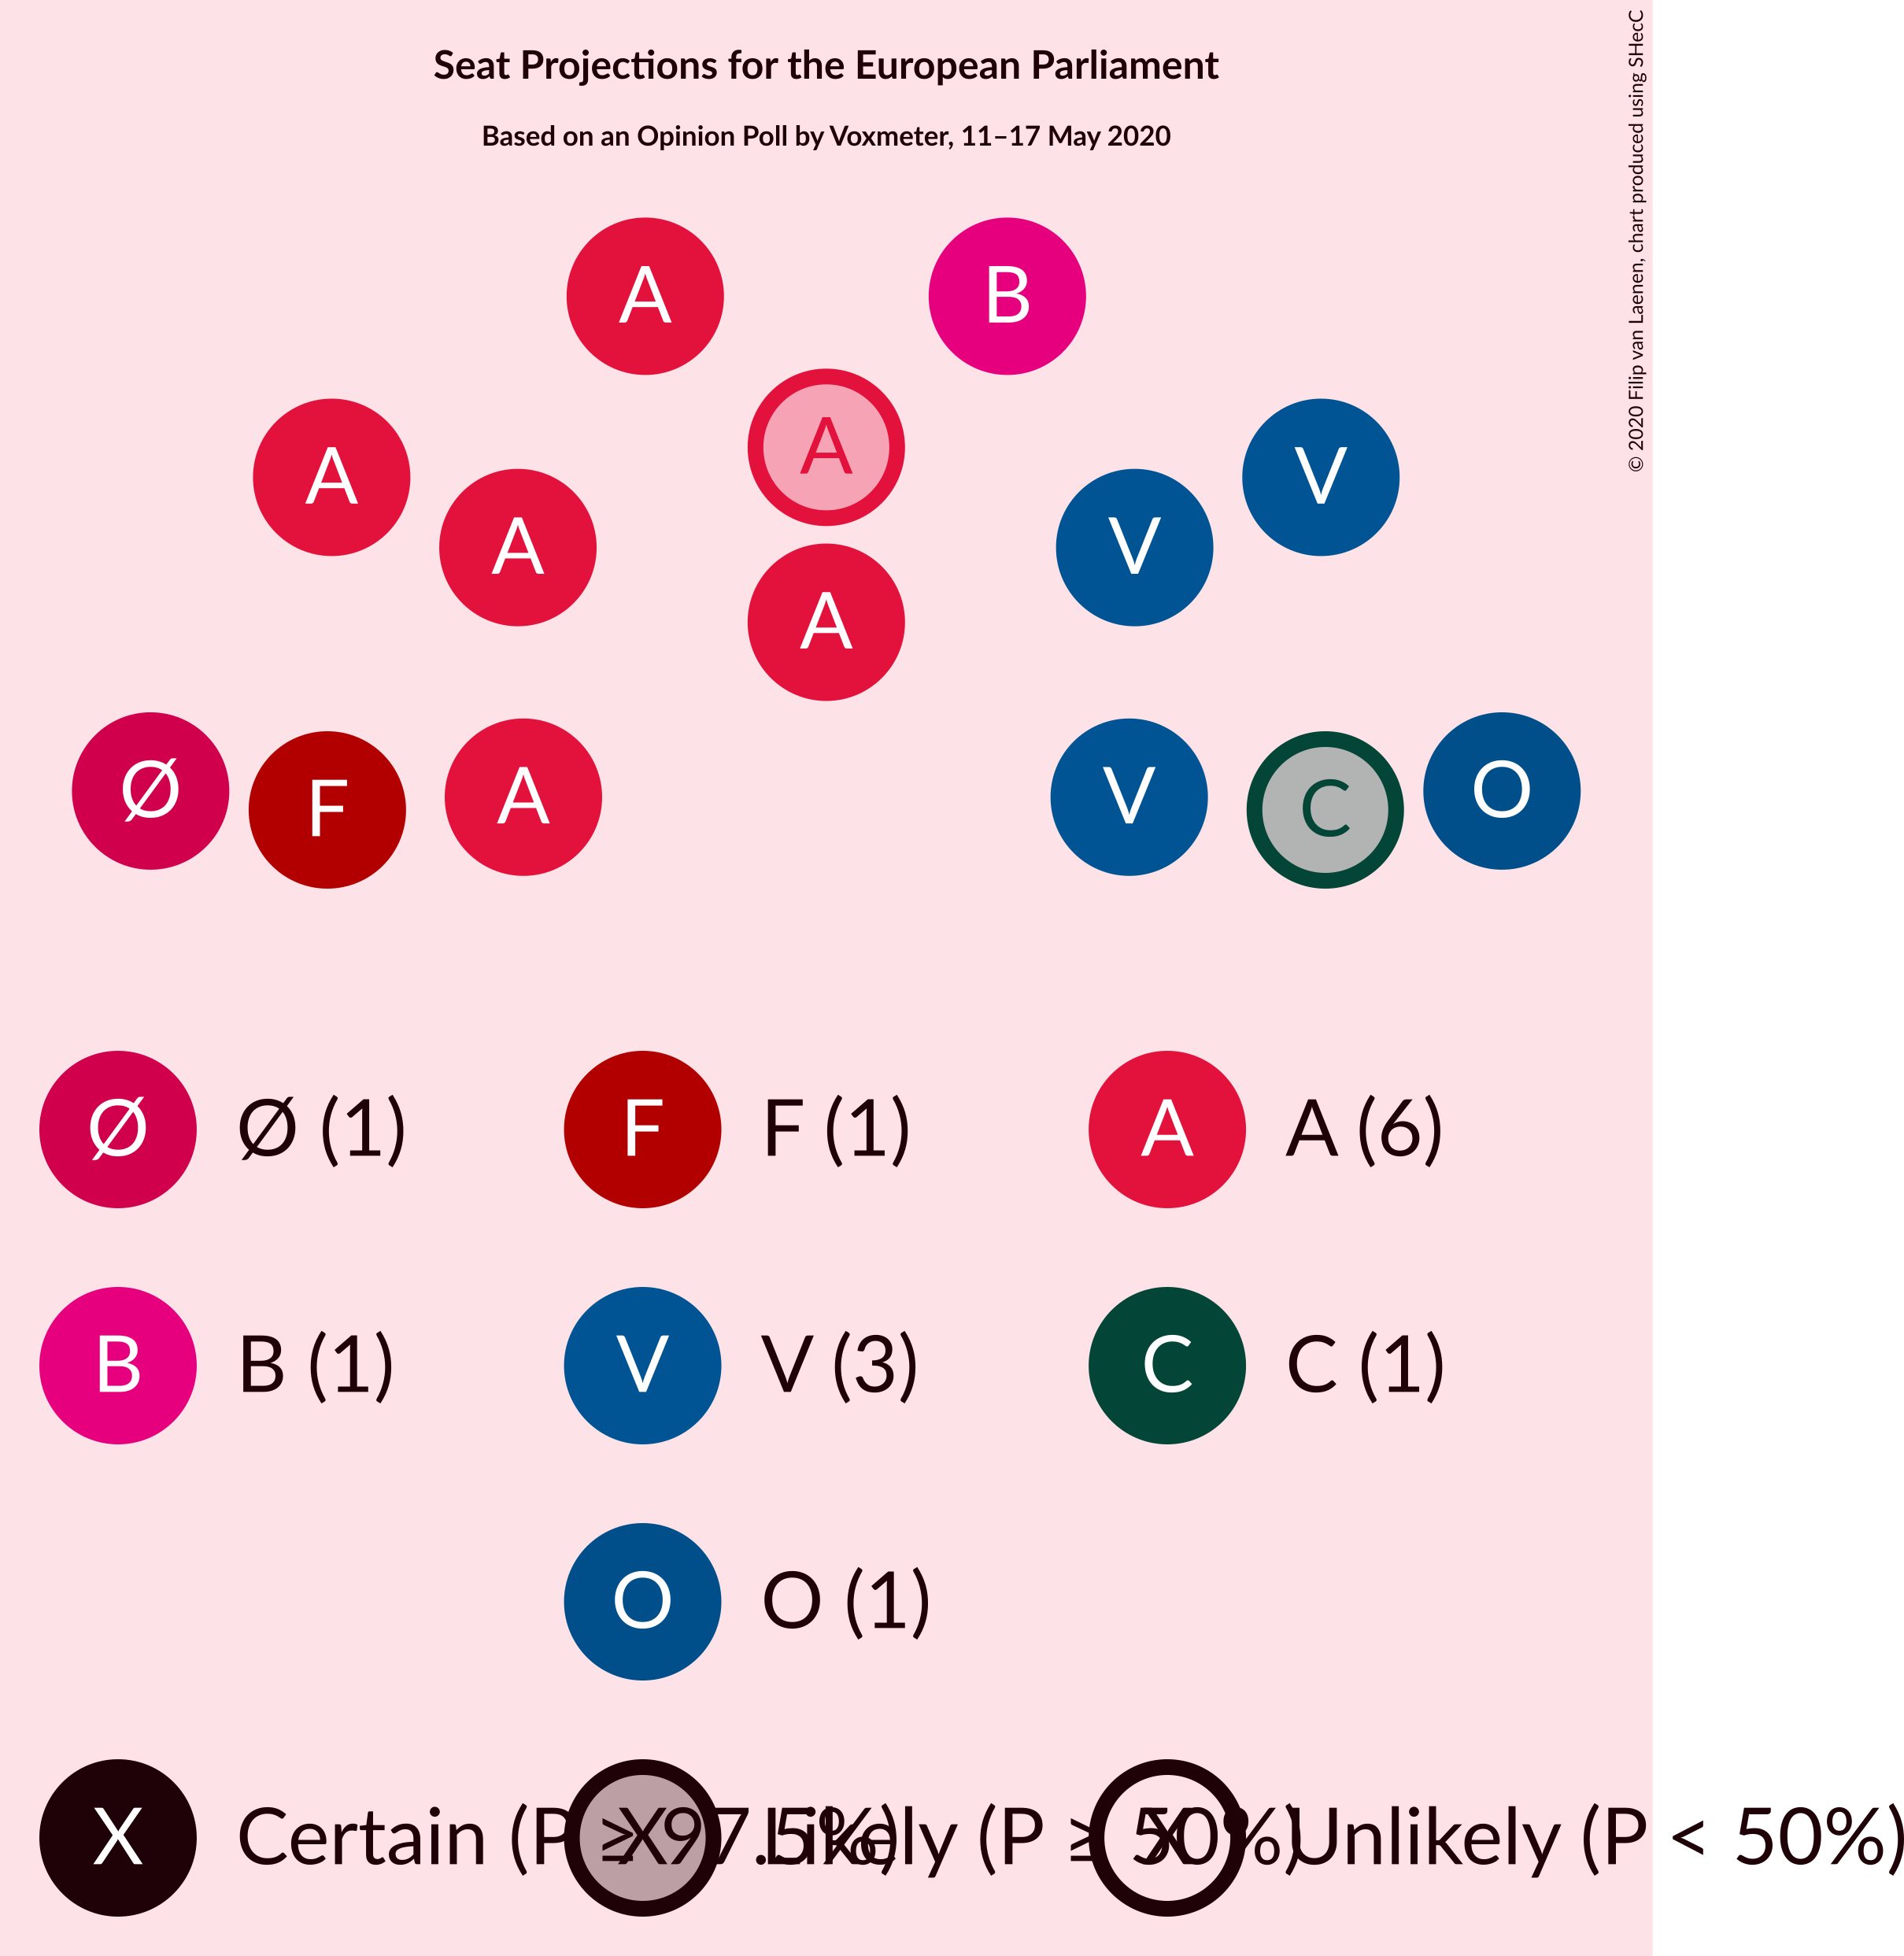 Seat Projections for the European Parliament
Based on an Opinion Poll by Voxmeter, 11–17 May 2020
© 2020 Filip van Laenen, chart produced using SHecC
A B
A
A V
A V
A
Ø F A V C O
Ø Ø (1) F F (1) A A (6)
B B (1) V V (3) C C (1)
O O (1)
X Certain (P ≥ 97.5%) X Likely (P ≥ 50%) X Unlikely (P < 50%)